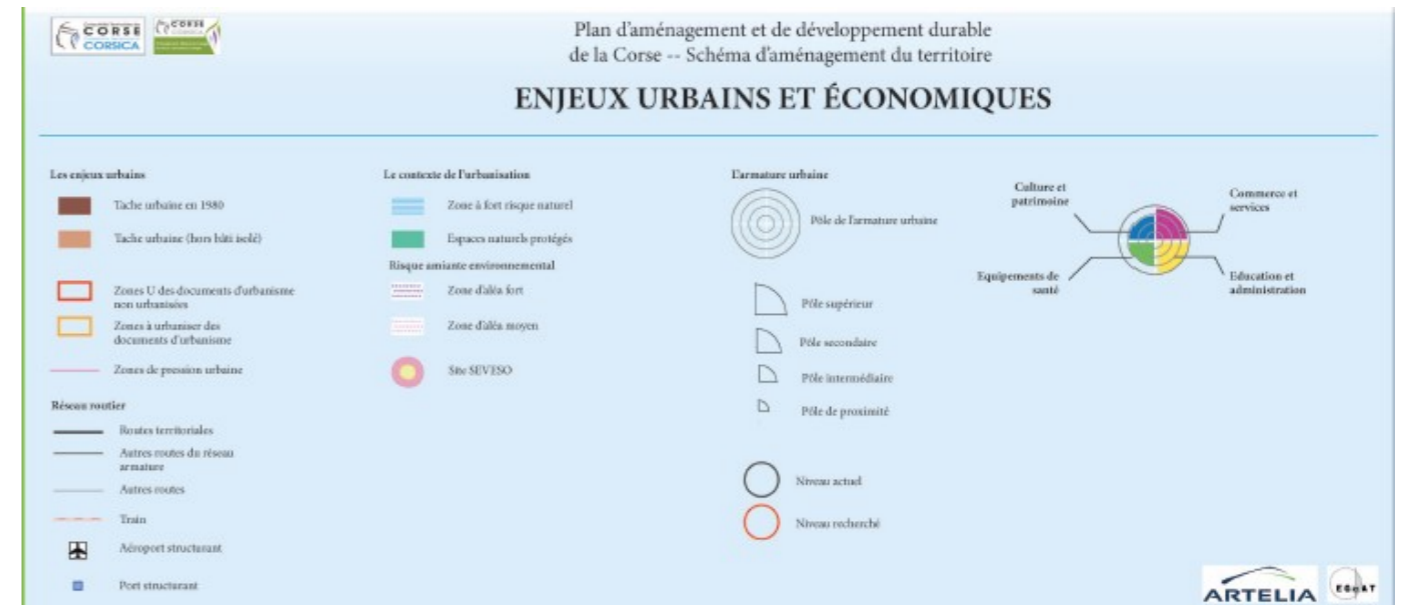 CORSE
CORSICA
CORSE
CORSICA
Plan d'aménagement et de développement durable
de la Corse -- Schéma d'aménagement du territoire
ENJEUX URBAINS ET ÉCONOMIQUES
Les enjeux urbains
Tache urbaine en 1980
Tache urbaine (hors bâti isolé)
Zones U des documents d'urbanisme
non urbanisées
Zones à urbaniser des
documents d'urbanisme
Zones de pression urbaine
Réseau routier
Routes territoriales
Autres routes du réseau
armature
Autres routes
Train
Aéroport structurant
Port structurant
Le contexte de l'urbanisation
Zone à fort risque naturel
Espaces naturels protégés
Risque amiante environnemental
Zone d'aléa fort
Zone d'aléa moyen
Site SEVESO
L'armature urbaine
Pôle de l'armature urbaine
Pôle supérieur
Pôle secondaire
Pôle intermédiaire
Pôle de proximité
Niveau actuel
Niveau recherché
Culture et
patrimoine
Commerce et
services
Equipements de
santé
Education et
administration
ARTELIA